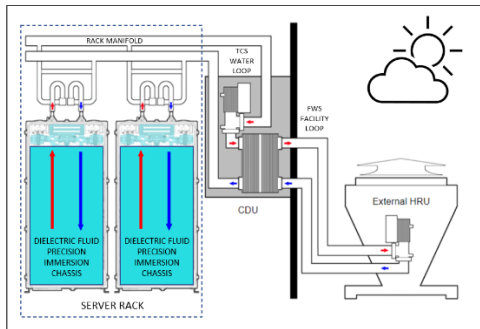 RACK MANIFOLD
TCS
WATER
LOOP
FWS
FACILITY
LOOP
CDU
External HRU
DIELECTRIC FLUID
PRECISION
IMMERSION
CHASSIS
DIELECTRIC FLUID
PRECISION
IMMERSION
CHASSIS
SERVER RACK